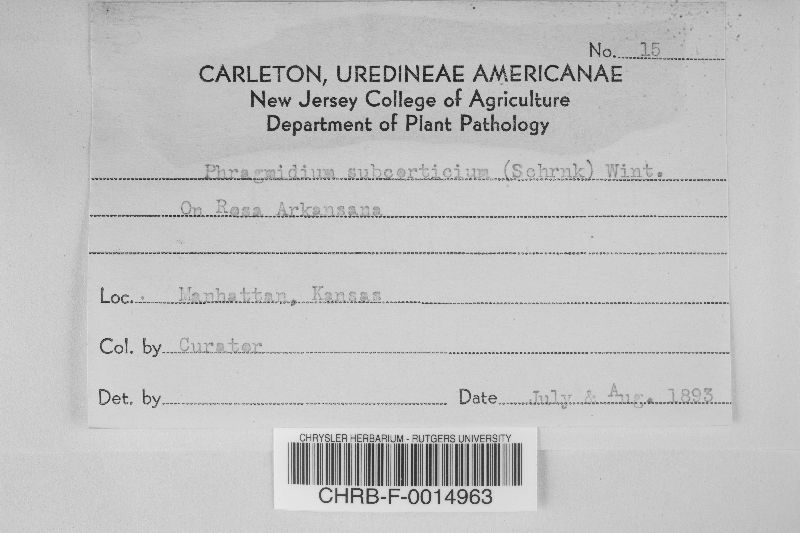 No. 15
CARLETON, UREDINEAE AMERICANAE
New Jersey College of Agriculture
Department of Plant Pathology
Phragmidium subcorticium (Schrnk) Wint.
On Rosa Arkansana
Loc. Manhattan, Kansas
Col. by Curator
Det. by
Date July & Aug. 1893
CHRYSLER HERBARIUM - RUTGERS UNIVERSITY
CHRB-F-0014963